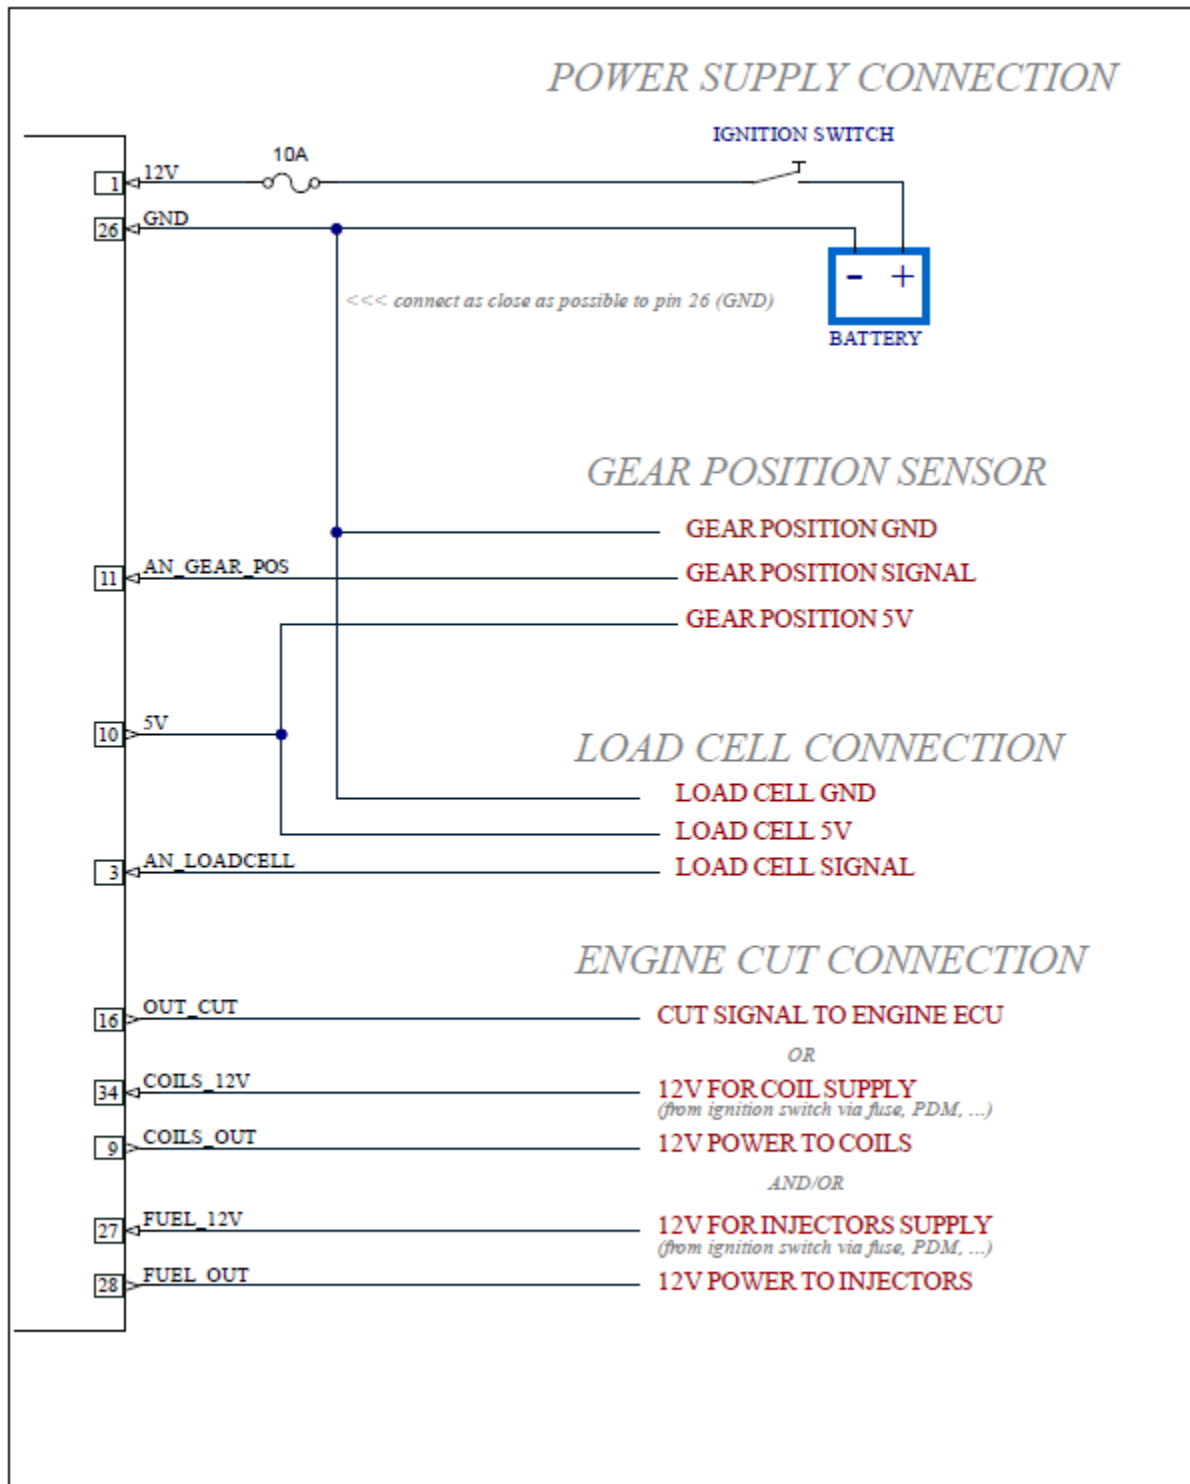 POWER SUPPLY CONNECTION
IGNITION SWITCH
10A
1 12V
26 GND
- +
<<< connect as close as possible to pin 26 (GND)
BATTERY
GEAR POSITION SENSOR
GEAR POSITION GND
11 AN_GEAR_POS GEAR POSITION SIGNAL
GEAR POSITION 5V
10 5V
LOAD CELL CONNECTION
LOAD CELL GND
LOAD CELL 5V
3 AN_LOADCELL LOAD CELL SIGNAL
ENGINE CUT CONNECTION
16 OUT_CUT CUT SIGNAL TO ENGINE ECU
OR
34 COILS_12V 12V FOR COIL SUPPLY
(from ignition switch via fuse, PDM, ...)
9 COILS_OUT 12V POWER TO COILS
AND/OR
27 FUEL_12V 12V FOR INJECTORS SUPPLY
(from ignition switch via fuse, PDM, ...)
28 FUEL_OUT 12V POWER TO INJECTORS